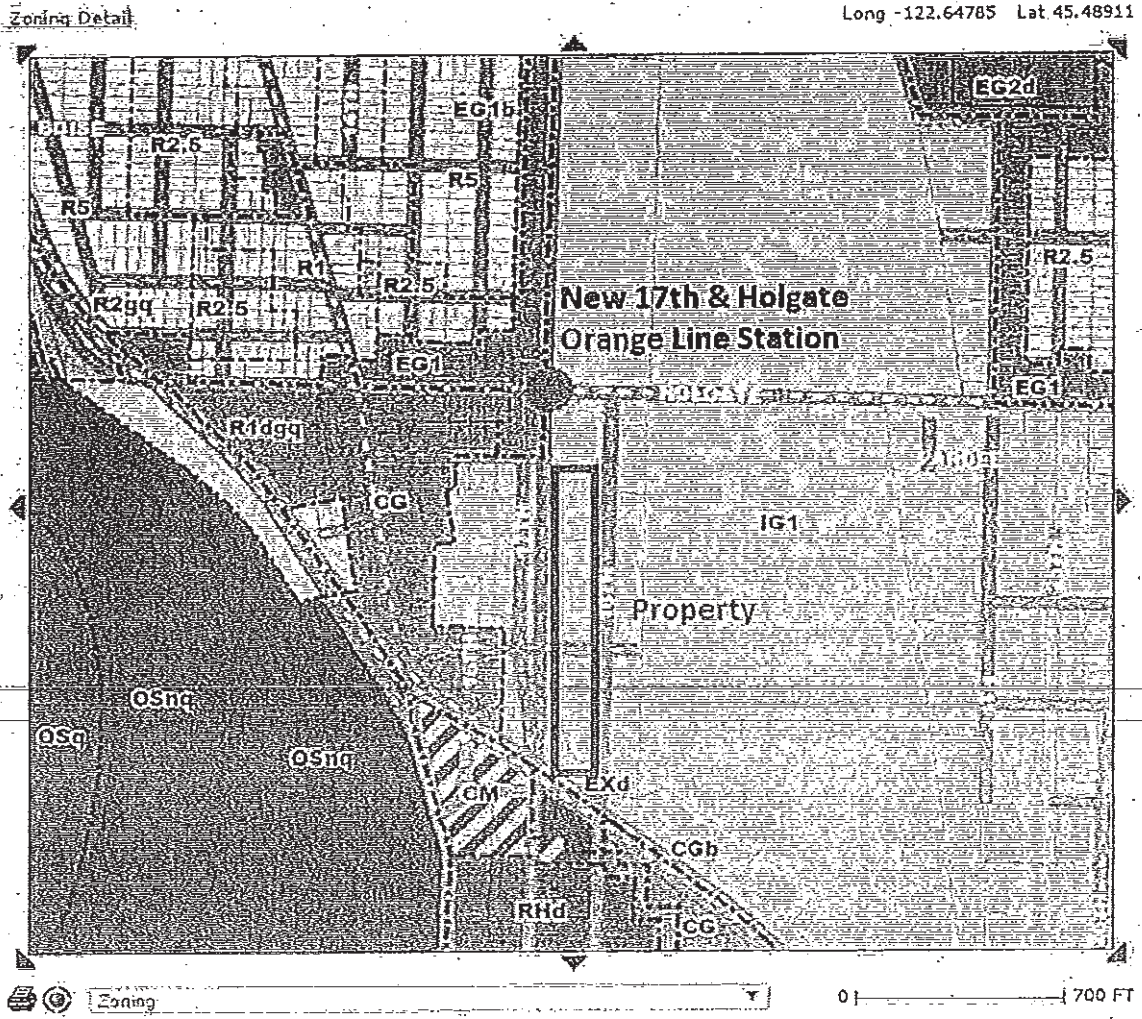 Zoning Detail
Long -122.64785 Lat 45.48911
EG2d
EG1b
R2.5
R5
R5
R2.5
R1
R2.5
R2gq
R2.5
New 17th & Holgate
Orange Line Station
EG1
HOLGATE
EG1
R1dgq
CG
IG1
Property
OSnq
OSq
OSnq
CM
EXd
CGb
RHd
CG
Zoning
0
700 FT